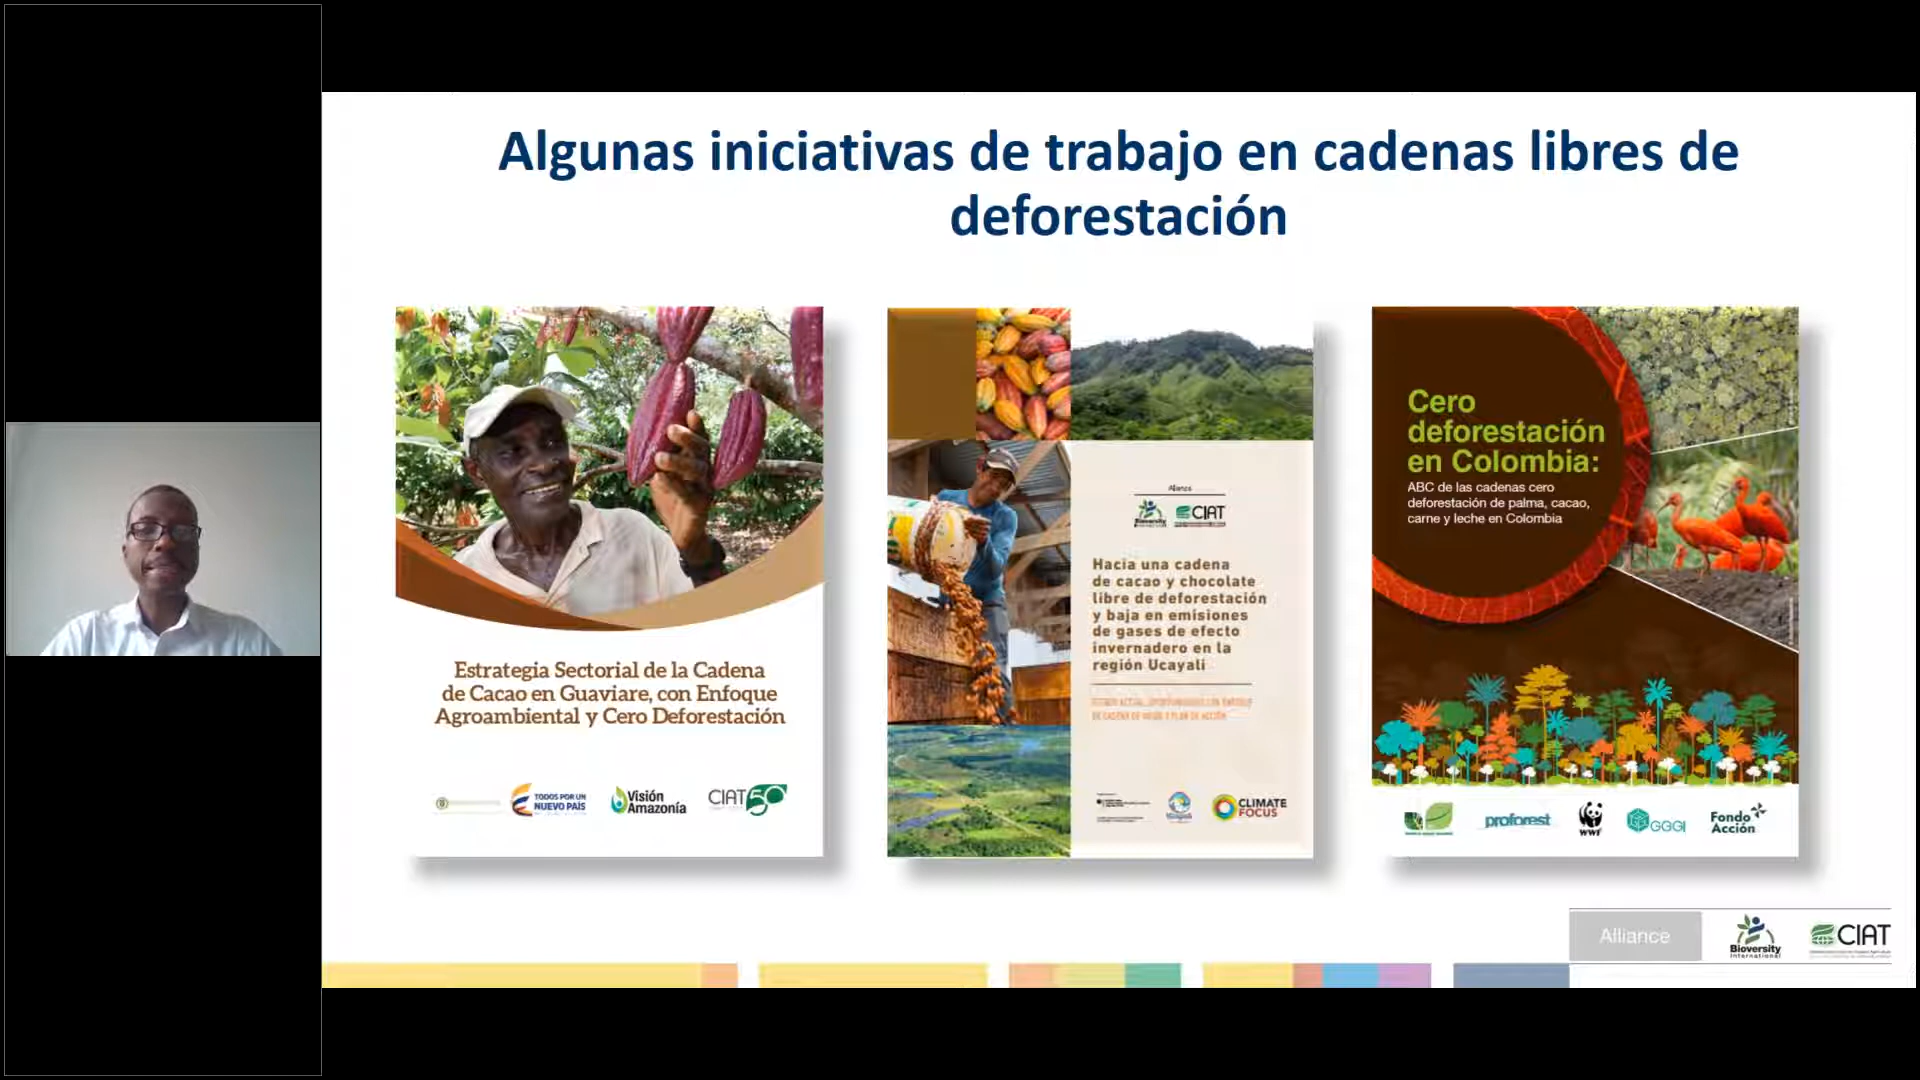 Algunas iniciativas de trabajo en cadenas libres de
deforestación
Estrategia Sectorial de la Cadena
de Cacao en Guaviare, con Enfoque
Agroambiental y Cero Deforestación
TODOS POR UN
NUEVO PAÍS
Visión
Amazonía
CIAT 50
Alliance
Bioversity
CIAT
Hacia una cadena
de cacao y chocolate
libre de deforestación
y baja en emisiones
de gases de efecto
invernadero en la
región Ucayali
CLIMATE
FOCUS
Cero
deforestación
en Colombia:
ABC de las cadenas cero
deforestación de palma, cacao,
carne y leche en Colombia
proforest
WWF
GGGI
Fondo
Acción
Alliance
Bioversity
International
CIAT